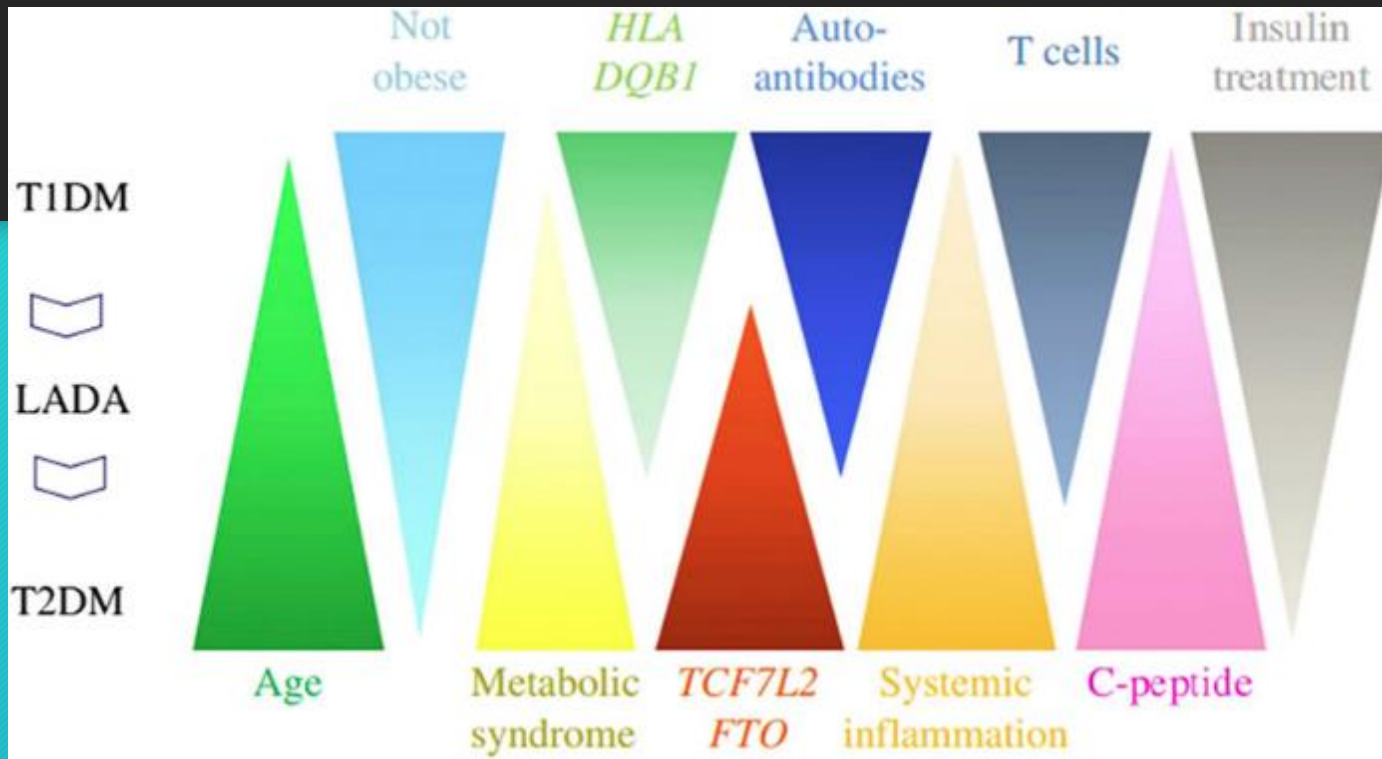 Not
obese
HLA
DQB1
Auto-
antibodies
T cells
Insulin
treatment
T1DM
LADA
T2DM
Age
Metabolic
syndrome
TCF7L2
FTO
Systemic
inflammation
C-peptide